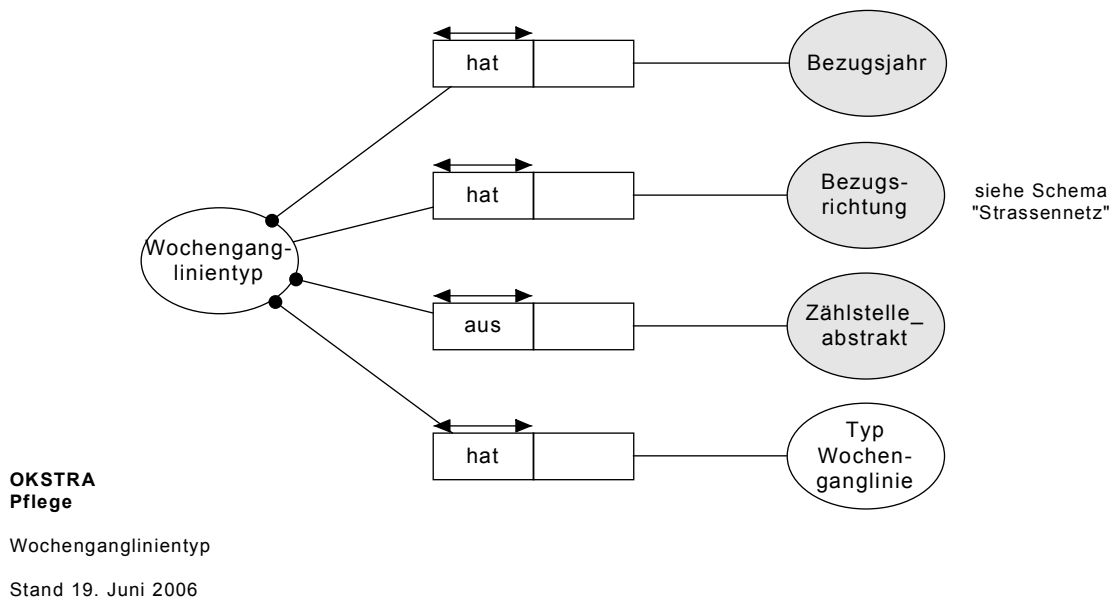 hat
Bezugsjahr
hat
Bezugs-
richtung
siehe Schema
"Strassennetz"
Wochengang-
linientyp
aus
Zählstelle_
abstrakt
hat
Typ
Wochen-
ganglinie
OKSTRA
Pflege
Wochenganglinientyp
Stand 19. Juni 2006